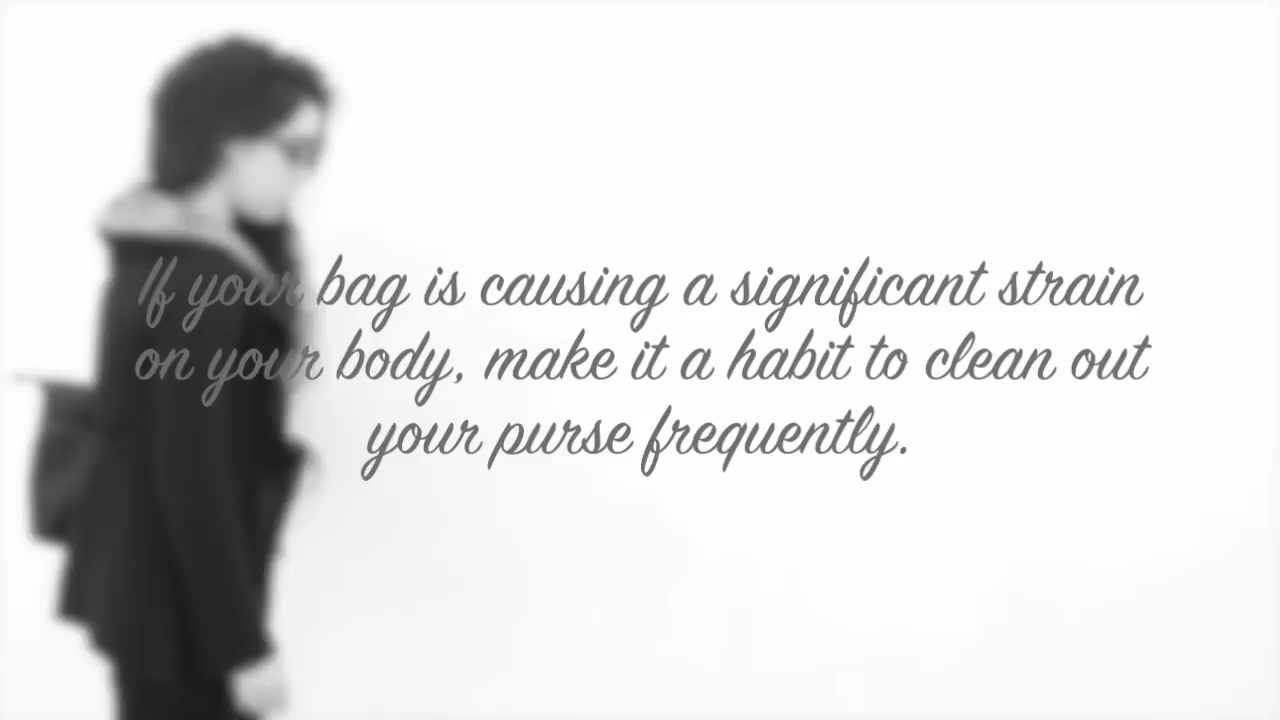 If your bag is causing a significant strain
on your body, make it a habit to clean out
your purse frequently.